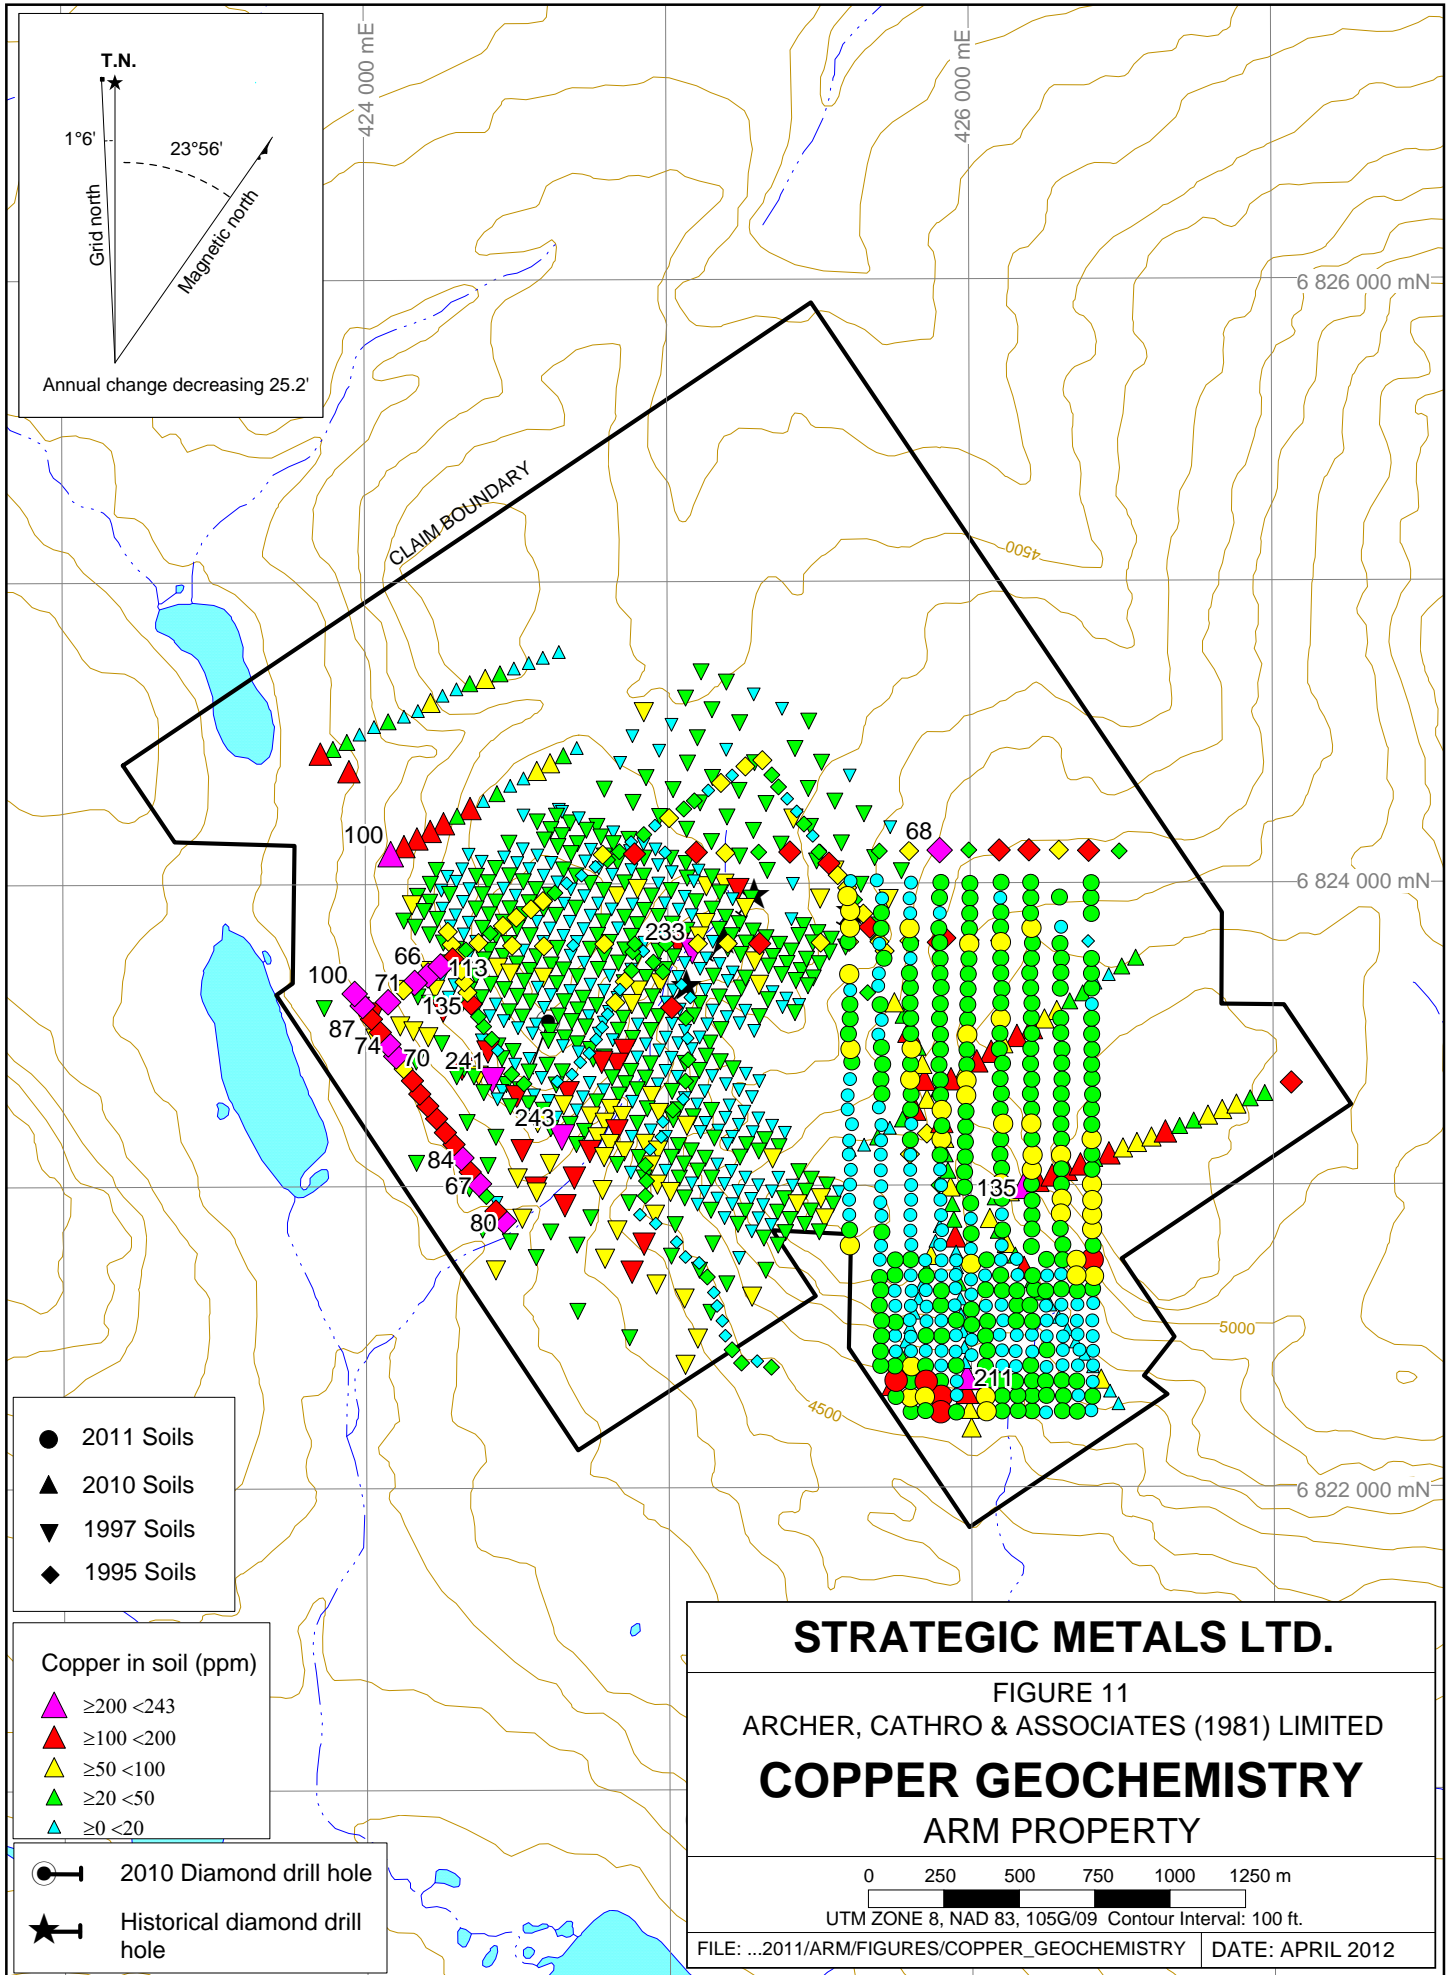 T.N.
1°6'
23°56'
Grid north
Magnetic north
Annual change decreasing 25.2'
424 000 mE
426 000 mE
6 826 000 mN
CLAIM BOUNDARY
4500
100
68
6 824 000 mN
233
66
113
100
71
135
87
74
70
241
243
84
67
135
80
5000
211
4500
6 822 000 mN
2011 Soils
2010 Soils
1997 Soils
1995 Soils
Copper in soil (ppm)
≥200 <243
≥100 <200
≥50 <100
≥20 <50
≥0 <20
2010 Diamond drill hole
Historical diamond drill
hole
STRATEGIC METALS LTD.
FIGURE 11
ARCHER, CATHRO & ASSOCIATES (1981) LIMITED
COPPER GEOCHEMISTRY
ARM PROPERTY
0 250 500 750 1000 1250 m
UTM ZONE 8, NAD 83, 105G/09 Contour Interval: 100 ft.
FILE: ...2011/ARM/FIGURES/COPPER_GEOCHEMISTRY
DATE: APRIL 2012